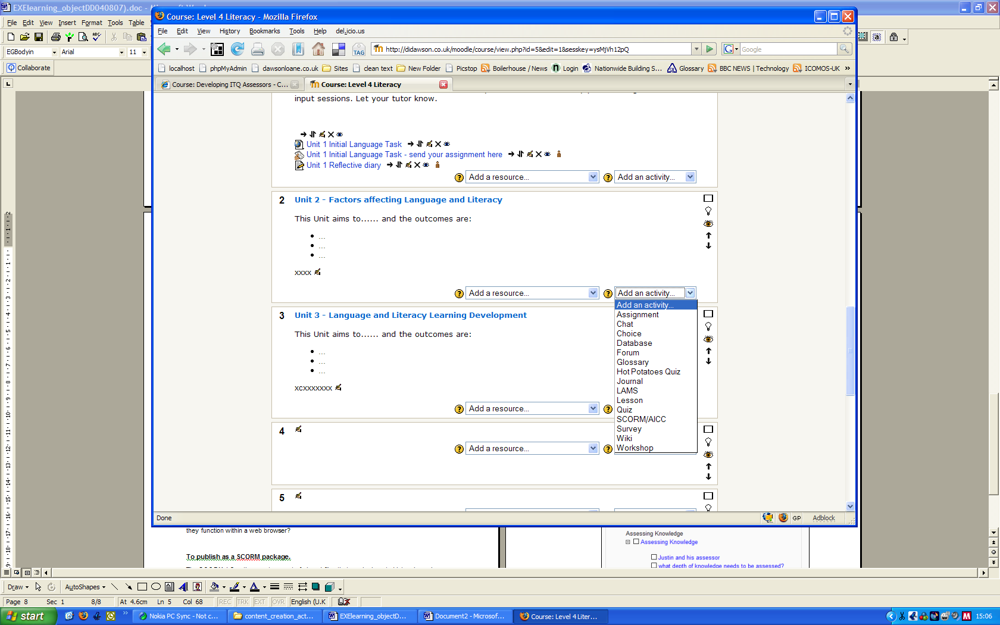 EXElearning_objectDD040807).doc - Microsoft Word
File Edit View Insert Format Tools Table
EGBodyin Arial 11
Collaborate
Course: Level 4 Literacy - Mozilla Firefox
File Edit View History Bookmarks Tools Help del.icio.us
TAG http://didawson.co.uk/moodle/course/view.php?id=5&edit=1&sesskey=ysMjVh12pQ Google
localhost phpMyAdmin dawsonloane.co.uk Sites clean text New Folder Picstop Boilerhouse / News Login Nationwide Building S... Glossary BBC NEWS | Technology ICOMOS-UK »
Course: Developing ITQ Assessors - C... Course: Level 4 Literacy
input sessions. Let your tutor know.
Unit 1 Initial Language Task
Unit 1 Initial Language Task - send your assignment here
Unit 1 Reflective diary
Add a resource... Add an activity...
2 Unit 2 - Factors affecting Language and Literacy
This Unit aims to...... and the outcomes are:
...
...
...
xxxx
Add a resource... Add an activity...
Add an activity...
Assignment
Chat
Choice
Database
Forum
Glossary
Hot Potatoes Quiz
Journal
LAMS
Lesson
Quiz
SCORM/AICC
Survey
Wiki
Workshop
3 Unit 3 - Language and Literacy Learning Development
This Unit aims to...... and the outcomes are:
...
...
...
xcxxxxxxx
Add a resource...
4
Add a resource...
5
Done GP Adblock
they function within a web browser?
To publish as a SCORM package.
Assessing Knowledge
Assessing Knowledge
Justin and his assessor
what depth of knowledge needs to be assessed?
Draw AutoShapes
Page 8 Sec 1 8/8 At 4.6cm Ln 5 Col 68 REC TRK EXT OVR English (U.K
start Nokia PC Sync - Not c... content_creation_act... EXElearning_objectD... Document2 - Microsof... Course: Level 4 Liter... 15:06